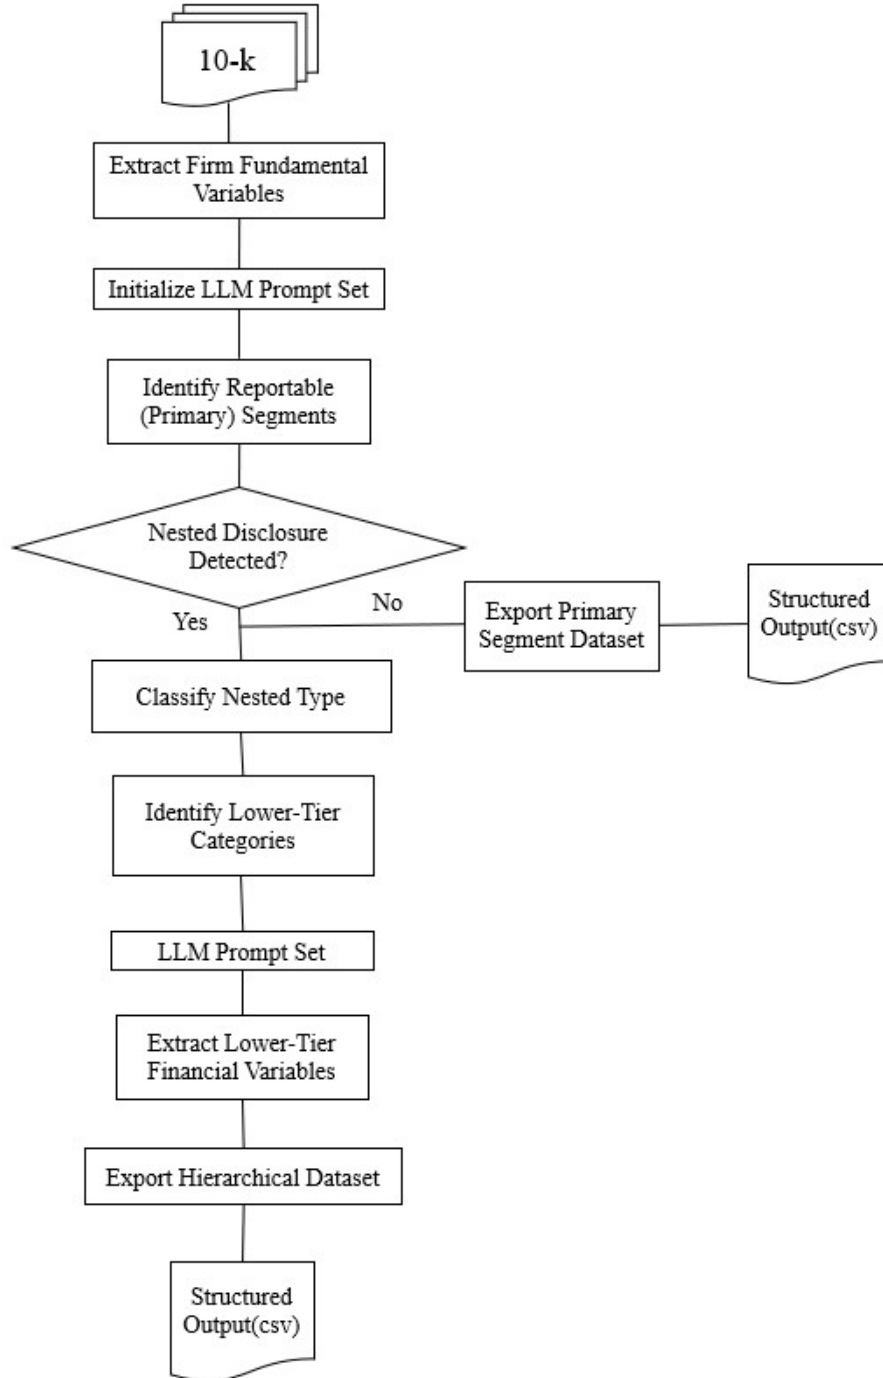 10-k
Extract Firm Fundamental
Variables
Initialize LLM Prompt Set
Identify Reportable
(Primary) Segments
Nested Disclosure
Detected?
Yes
No
Export Primary
Segment Dataset
Structured
Output(csv)
Classify Nested Type
Identify Lower-Tier
Categories
LLM Prompt Set
Extract Lower-Tier
Financial Variables
Export Hierarchical Dataset
Structured
Output(csv)